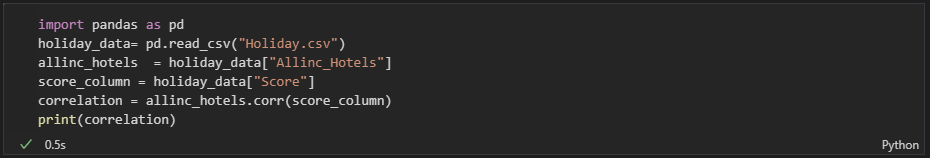 import pandas as pd
holiday_data= pd.read_csv("Holiday.csv")
allinc_hotels  = holiday_data["Allinc_Hotels"]
score_column = holiday_data["Score"]
correlation = allinc_hotels.corr(score_column)
print(correlation)
0.5s Python